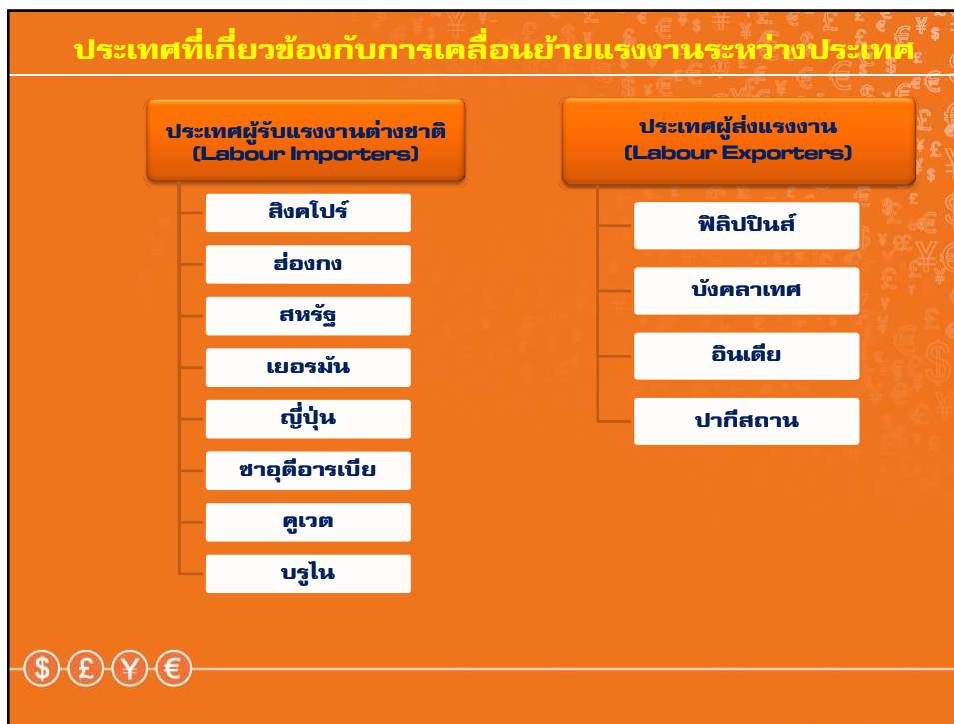 ประเทศที่เกี่ยวข้องกับการเคลื่อนย้ายแรงงานระหว่างประเทศ
ประเทศผู้รับแรงงานต่างชาติ
(Labour Importers)
สิงคโปร์
ฮ่องกง
สหรัฐ
เยอรมัน
ญี่ปุ่น
ซาอุดีอารเบีย
คูเวต
บรูไน
ประเทศผู้ส่งแรงงาน
(Labour Exporters)
ฟิลิปปินส์
บังคลาเทศ
อินเดีย
ปากีสถาน
$ £ ¥ €